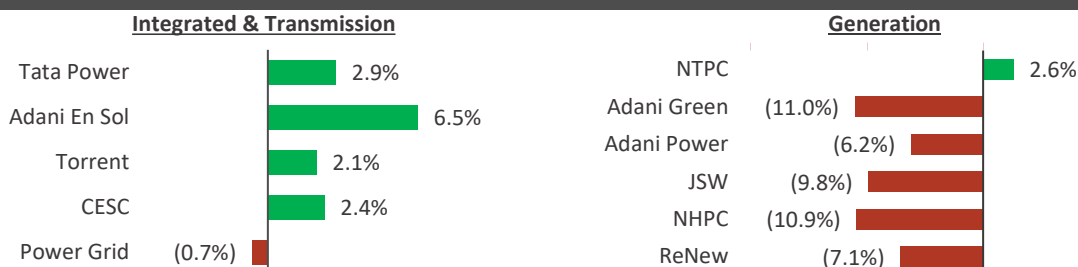 Integrated & Transmission
Tata Power 2.9%
Adani En Sol 6.5%
Torrent 2.1%
CESC 2.4%
Power Grid (0.7%)
Generation
NTPC 2.6%
Adani Green (11.0%)
Adani Power (6.2%)
JSW (9.8%)
NHPC (10.9%)
ReNew (7.1%)